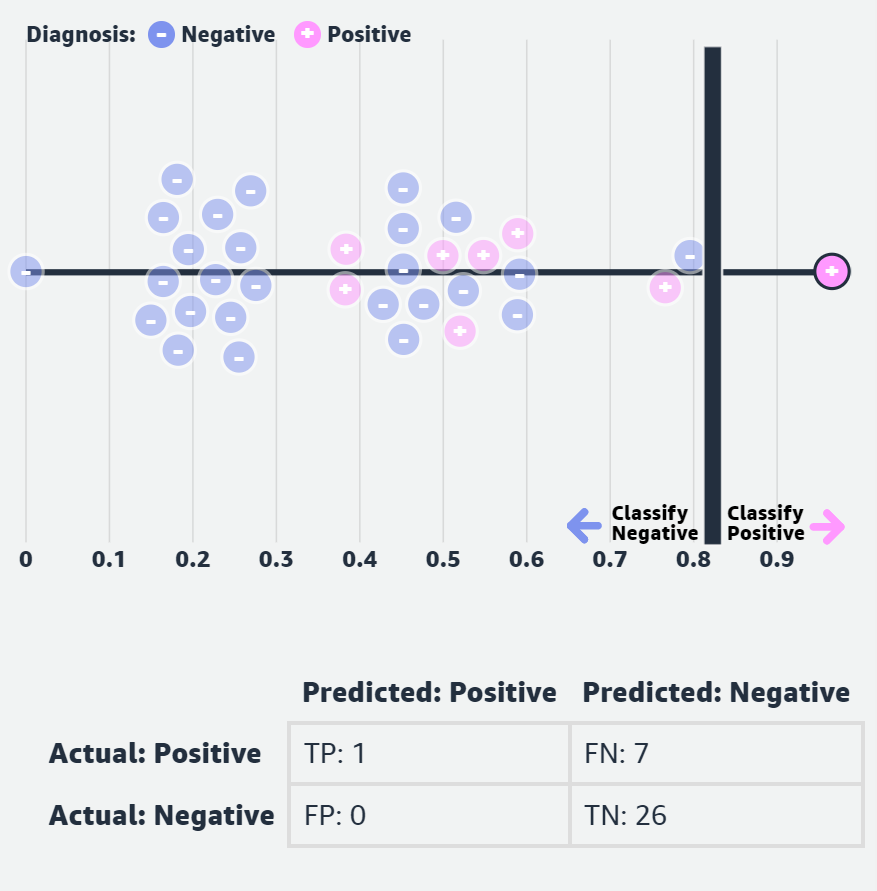 Diagnosis: - Negative + Positive
Classify Negative
Classify Positive
0 0.1 0.2 0.3 0.4 0.5 0.6 0.7 0.8 0.9
Predicted: Positive Predicted: Negative
Actual: Positive TP: 1 FN: 7
Actual: Negative FP: 0 TN: 26